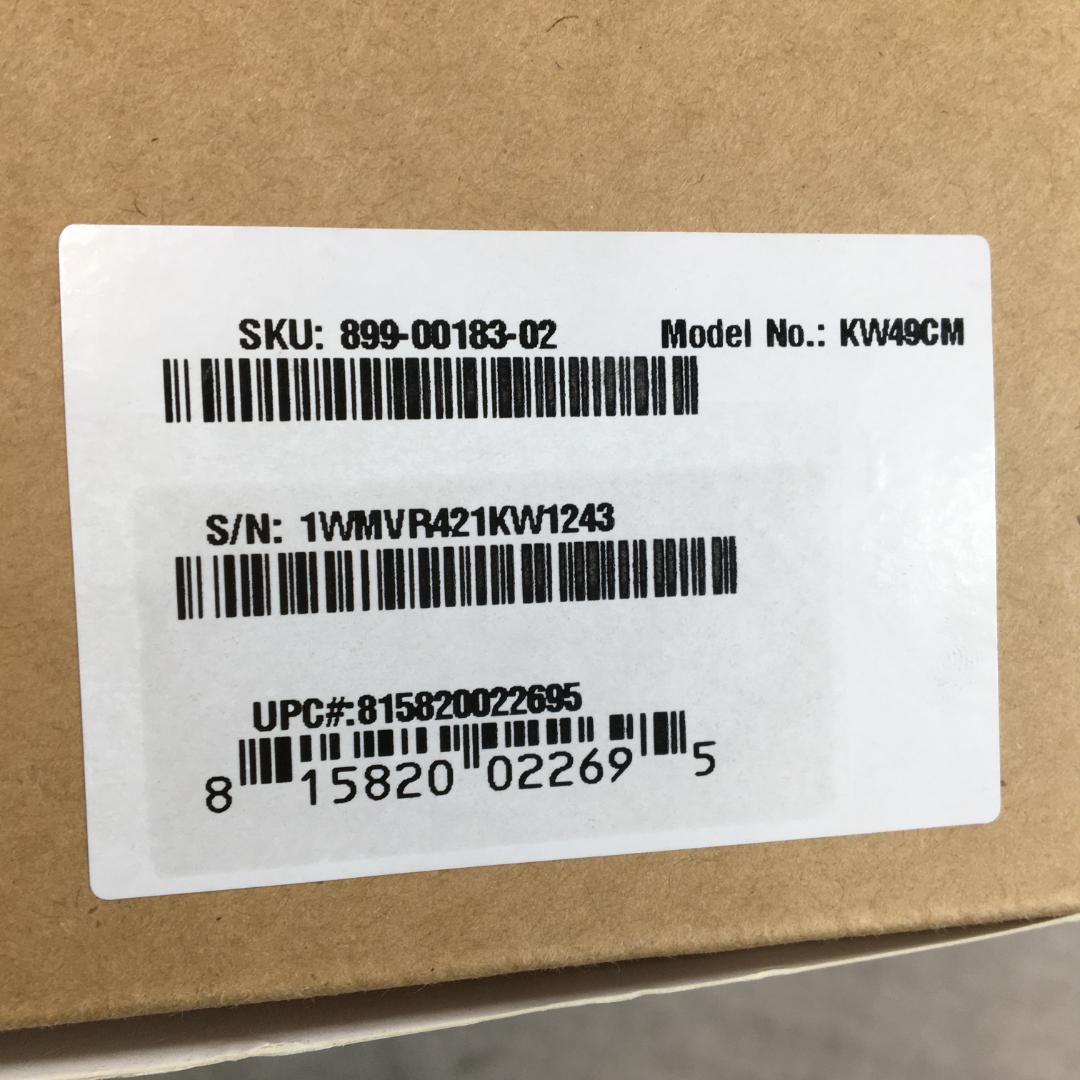 SKU: 899-00183-02 Model No.: KW49CM
S/N: 1WMVR421KW1243
UPC#:815820022695
8 15820 02269 5